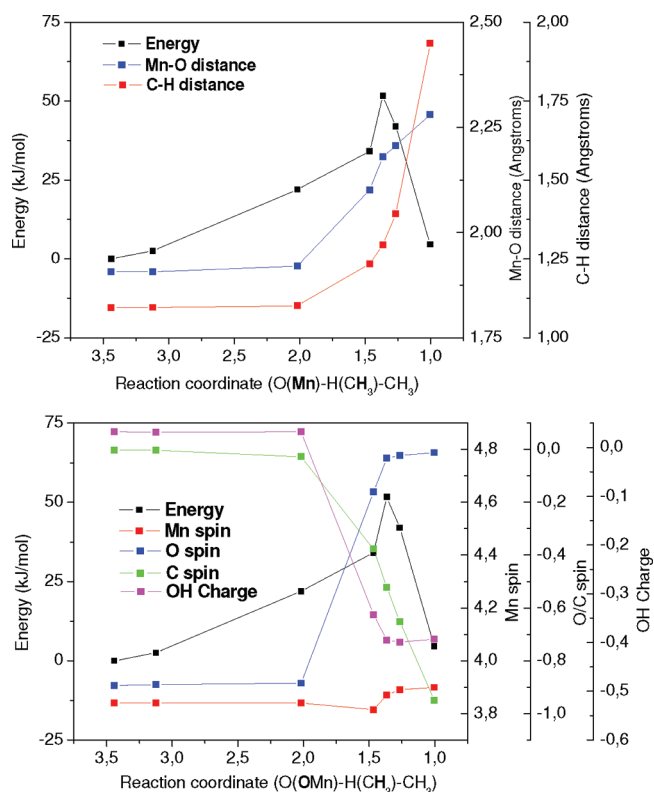 75
50
25
0
-25
Energy (kJ/mol)
Energy
Mn-O distance
C-H distance
2,50
2,25
2,00
1,75
Mn-O distance (Angstroms)
2,00
1,75
1,50
1,25
1,00
C-H distance (Angstroms)
3,5 3,0 2,5 2,0 1,5 1,0
Reaction coordinate (O(Mn)-H(CH3)-CH3)
75
50
25
0
-25
Energy (kJ/mol)
Energy
Mn spin
O spin
C spin
OH Charge
4,8
4,6
4,4
4,2
4,0
3,8
Mn spin
0,0
-0,2
-0,4
-0,6
-0,8
-1,0
O/C spin
0,0
-0,1
-0,2
-0,3
-0,4
-0,5
-0,6
OH Charge
3,5 3,0 2,5 2,0 1,5 1,0
Reaction coordinate (O(OMn)-H(CH3)-CH3)